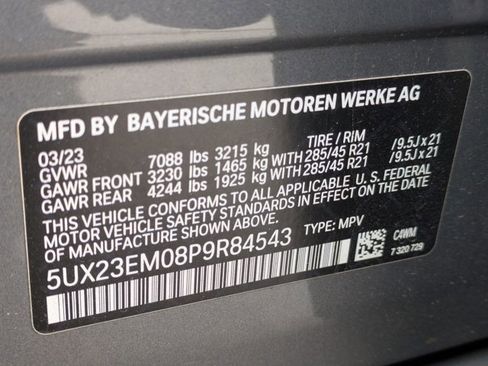 MFD BY BAYERISCHE MOTOREN WERKE AG
03/23 TIRE / RIM
GVWR 7088 lbs 3215 kg
GAWR FRONT 3230 lbs 1465 kg WITH 285/45 R21 /9.5J x 21
GAWR REAR 4244 lbs 1925 kg WITH 285/45 R21 /9.5J x 21
THIS VEHICLE CONFORMS TO ALL APPLICABLE U. S. FEDERAL
MOTOR VEHICLE SAFETY STANDARDS IN EFFECT ON THE DATE
OF MANUFACTURE SHOWN ABOVE.
5UX23EM08P9R84543 TYPE: MPV
C4WM
7 320 729